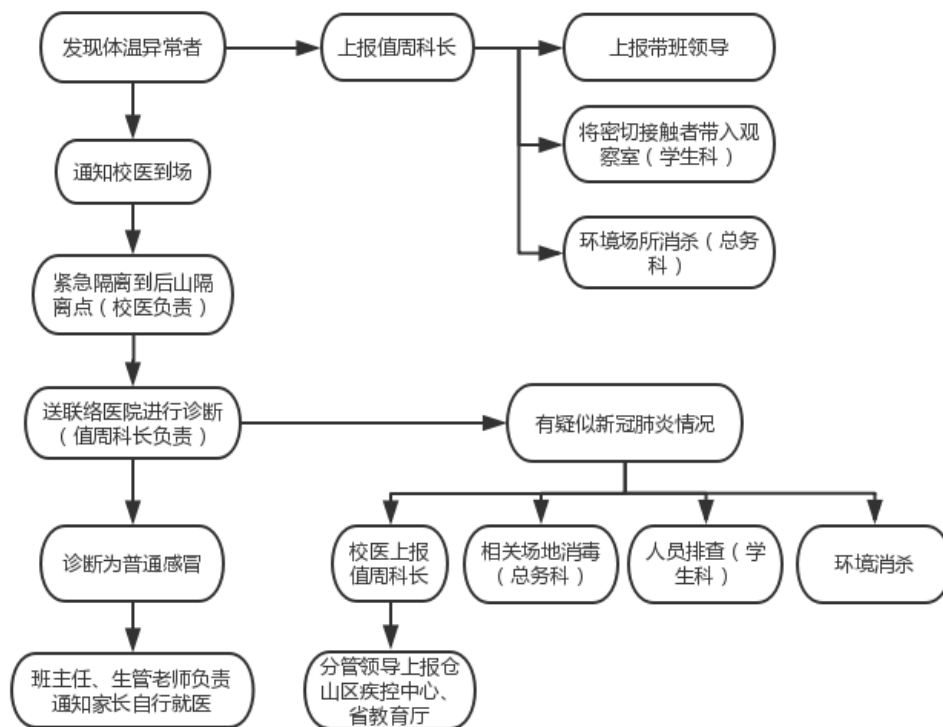 发现体温异常者
上报值周科长
上报带班领导
将密切接触者带入观
察室（学生科）
通知校医到场
环境场所消杀（总务
科）
紧急隔离到后山隔
离点（校医负责）
送联络医院进行诊断
（值周科长负责）
有疑似新冠肺炎情况
诊断为普通感冒
校医上报
值周科长
相关场地消毒
（总务科）
人员排查（学
生科）
环境消杀
班主任、生管老师负责
通知家长自行就医
分管领导上报仓
山区疾控中心、
省教育厅